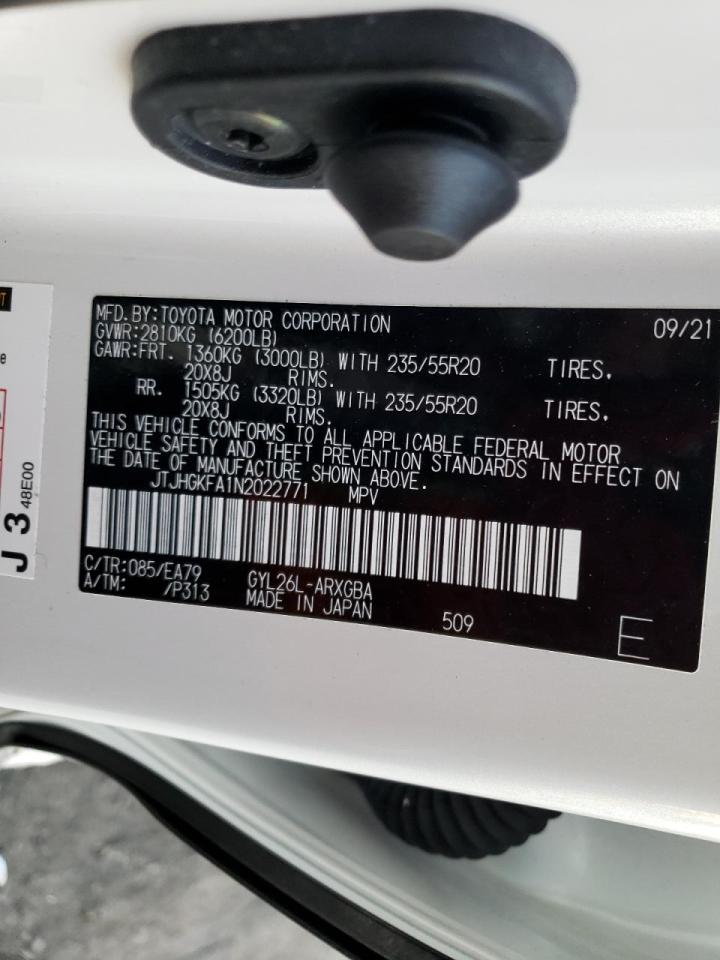 MFD.BY:TOYOTA MOTOR CORPORATION 09/21
GVWR:2810KG (6200LB)
GAWR:FRT. 1360KG (3000LB) WITH 235/55R20 TIRES,
20X8J RIMS.
RR. 1505KG (3320LB) WITH 235/55R20 TIRES,
20X8J RIMS.
THIS VEHICLE CONFORMS TO ALL APPLICABLE FEDERAL MOTOR
VEHICLE SAFETY AND THEFT PREVENTION STANDARDS IN EFFECT ON
THE DATE OF MANUFACTURE SHOWN ABOVE.
JTJHGKFA1N2022771 MPV
C/TR:085/EA79 GYL26L-ARXGBA
A/TM: /P313 MADE IN JAPAN 509 E
J 3 48E00